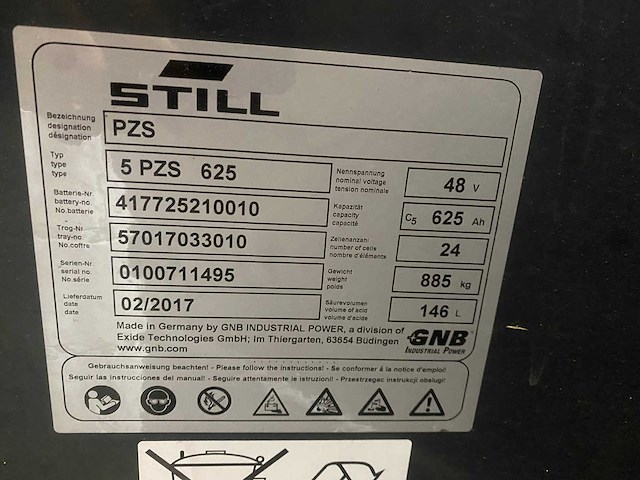 STILL
Bezeichnung
designation
désignation
PZS
Typ
type
type
5 PZS 625
Nennspannung
nominal voltage
tension nominale
48 V
Batterie-Nr.
battery-no.
No.batterie
417725210010
Kapazität
capacity
capacité
C5 625 Ah
Trog-Nr
tray-no
No.coffre
57017033010
Zellenanzahl
number of cells
nombre d'éléments
24
Serien-Nr.
serial no.
No.série
0100711495
Gewicht
weight
poids
885 kg
Lieferdatum
date
date
02/2017
Säurevolumen
volume of acid
volume d'acide
146 L
Made in Germany by GNB INDUSTRIAL POWER, a division of
Exide Technologies GmbH; Im Thiergarten, 63654 Büdingen
www.gnb.com
GNB
INDUSTRIAL POWER
Gebrauchsanweisung beachten! - Please follow the instructions! - Se conformér à la notice d'emploi!
Seguir las instrucciones del manual! - Seguire attentamente le istruzioni! - Przestrzegac instrukcji obslugi!